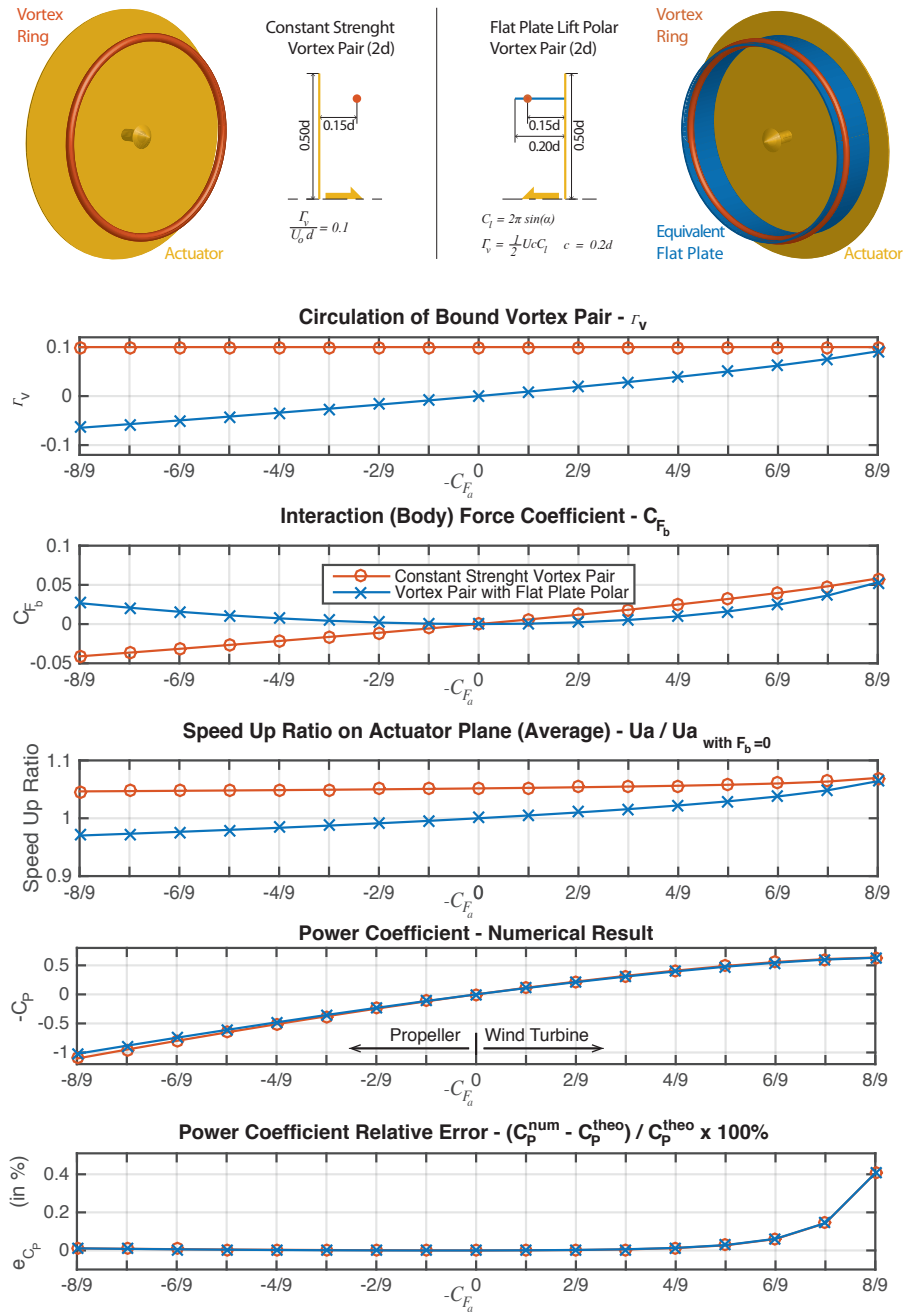 Vortex
Ring
Constant Strenght
Vortex Pair (2d)
0.50d
0.15d
Γv / Uo d = 0.1
Actuator
Flat Plate Lift Polar
Vortex Pair (2d)
0.15d
0.20d
0.50d
Cl = 2π sin(α)
Γv = 1/2 UcCl   c = 0.2d
Vortex
Ring
Equivalent
Flat Plate
Actuator
Circulation of Bound Vortex Pair - Γv
0.1
0
-0.1
Γv
-8/9 -6/9 -4/9 -2/9 0 2/9 4/9 6/9 8/9
-CFa
Interaction (Body) Force Coefficient - CFb
0.1
0.05
0
-0.05
CFb
Constant Strenght Vortex Pair
Vortex Pair with Flat Plate Polar
-8/9 -6/9 -4/9 -2/9 0 2/9 4/9 6/9 8/9
-CFa
Speed Up Ratio on Actuator Plane (Average) - Ua / Ua with Fb=0
1.1
1
0.9
Speed Up Ratio
-8/9 -6/9 -4/9 -2/9 0 2/9 4/9 6/9 8/9
-CFa
Power Coefficient - Numerical Result
0.5
0
-0.5
-1
-CP
Propeller
Wind Turbine
-8/9 -6/9 -4/9 -2/9 0 2/9 4/9 6/9 8/9
-CFa
Power Coefficient Relative Error - (CP^num - CP^theo) / CP^theo x 100%
0.4
0.2
0
eCP (in %)
-8/9 -6/9 -4/9 -2/9 0 2/9 4/9 6/9 8/9
-CFa